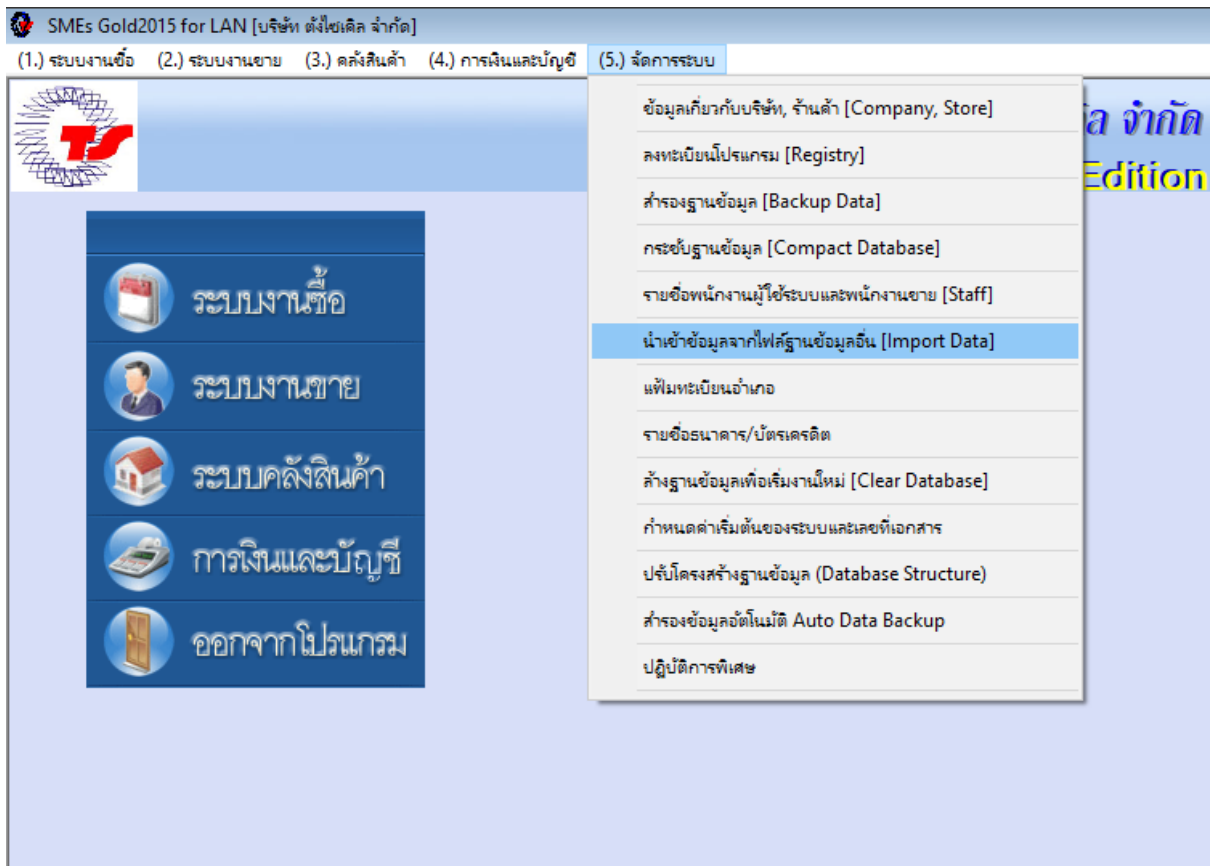 SMEs Gold2015 for LAN [บริษัท ตั้งไซเคิล จำกัด]
(1.) ระบบงานซื้อ (2.) ระบบงานขาย (3.) คลังสินค้า (4.) การเงินและบัญชี (5.) จัดการระบบ
TS
ข้อมูลเกี่ยวกับบริษัท, ร้านค้า [Company, Store]
ิล จำกัด
ลงทะเบียนโปรแกรม [Registry]
Edition
สำรองฐานข้อมูล [Backup Data]
กระชับฐานข้อมูล [Compact Database]
รายชื่อพนักงานผู้ใช้ระบบและพนักงานขาย [Staff]
นำเข้าข้อมูลจากไฟล์ฐานข้อมูลอื่น [Import Data]
แฟ้มทะเบียนอำเภอ
รายชื่อธนาคาร/บัตรเครดิต
ล้างฐานข้อมูลเพื่อเริ่มงานใหม่ [Clear Database]
กำหนดค่าเริ่มต้นของระบบและเลขที่เอกสาร
ปรับโครงสร้างฐานข้อมูล (Database Structure)
สำรองข้อมูลอัตโนมัติ Auto Data Backup
ปฏิบัติการพิเศษ
ระบบงานซื้อ
ระบบงานขาย
ระบบคลังสินค้า
การเงินและบัญชี
ออกจากโปรแกรม